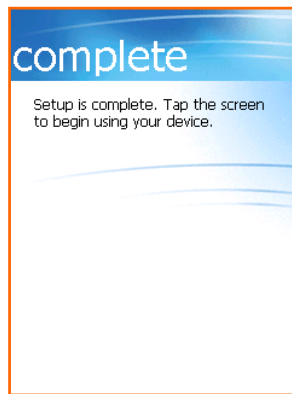 complete
Setup is complete. Tap the screen
to begin using your device.